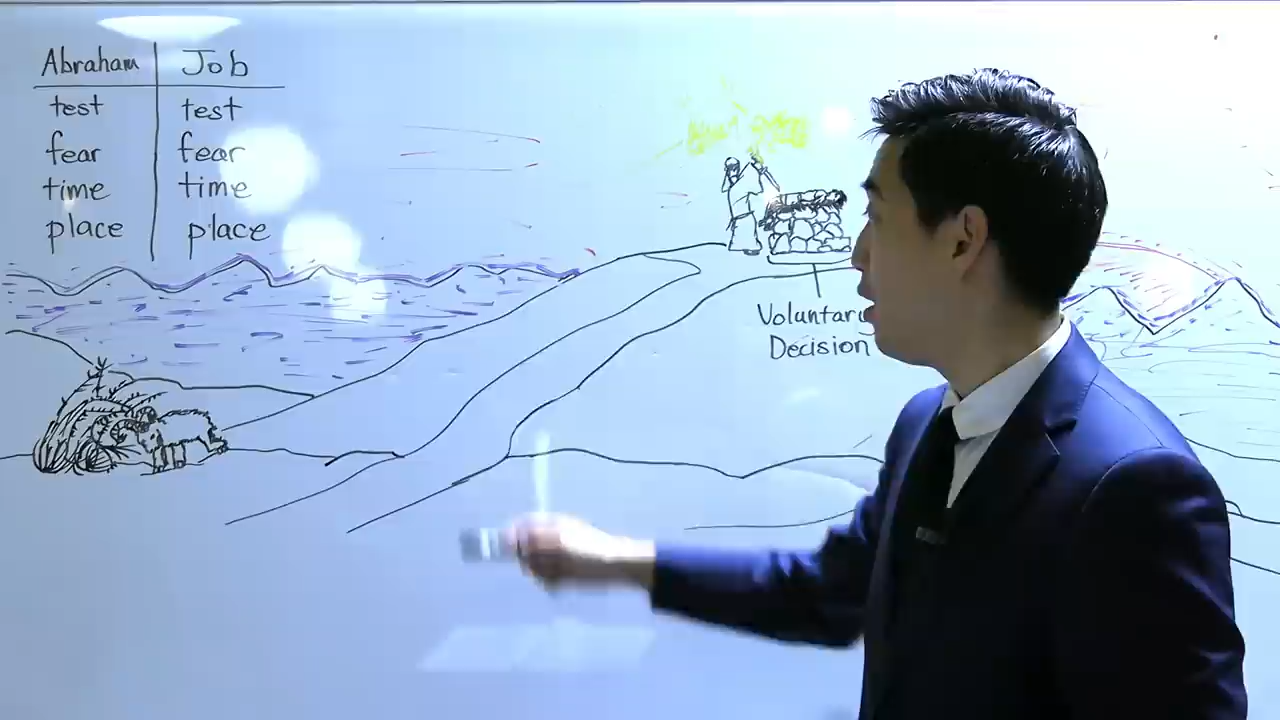 Abraham Job
test test
fear fear
time time
place place
Voluntary
Decision